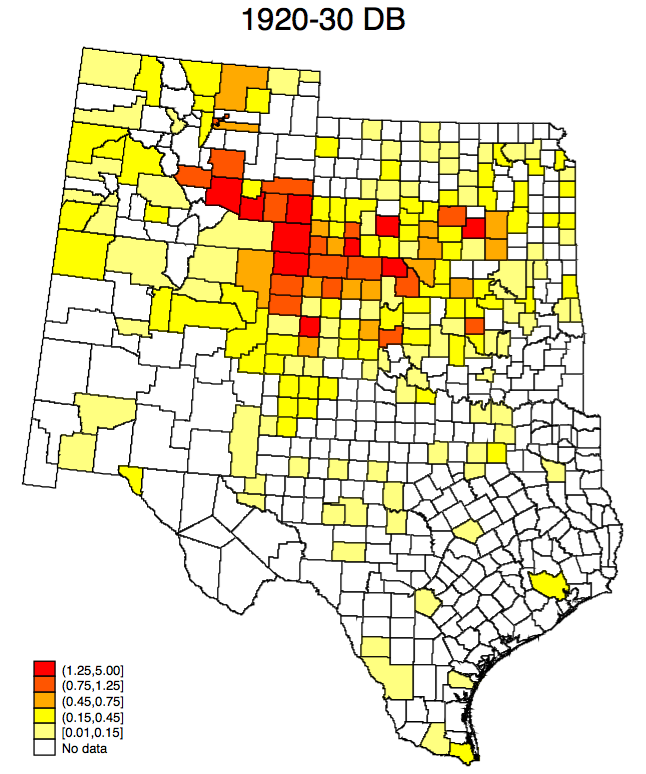 1920-30 DB
(1.25,5.00]
(0.75,1.25]
(0.45,0.75]
(0.15,0.45]
[0.01,0.15]
No data